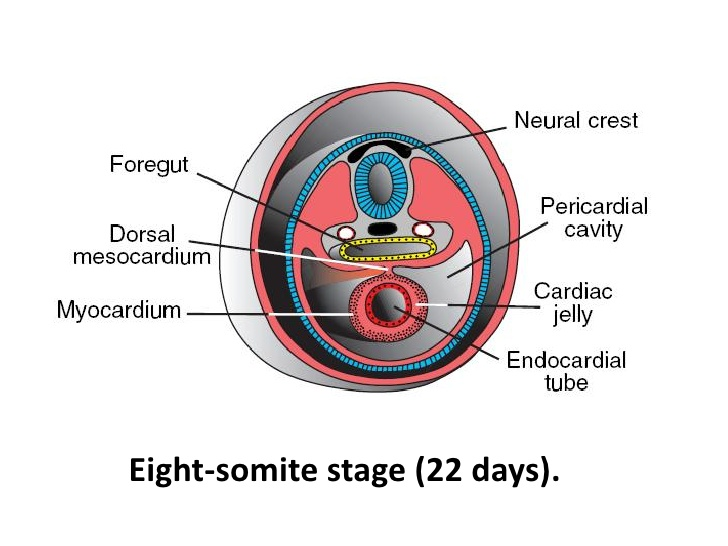 Neural crest
Foregut
Pericardial
cavity
Dorsal
mesocardium
Cardiac
jelly
Myocardium
Endocardial
tube
Eight-somite stage (22 days).